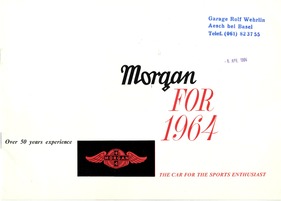 Garage Rolf Wehrlin
Aesch bei Basel
Telef. (061) 82 37 55
Morgan
FOR
1964
Over 50 years experience
MORGAN
THE CAR FOR THE SPORTS ENTHUSIAST